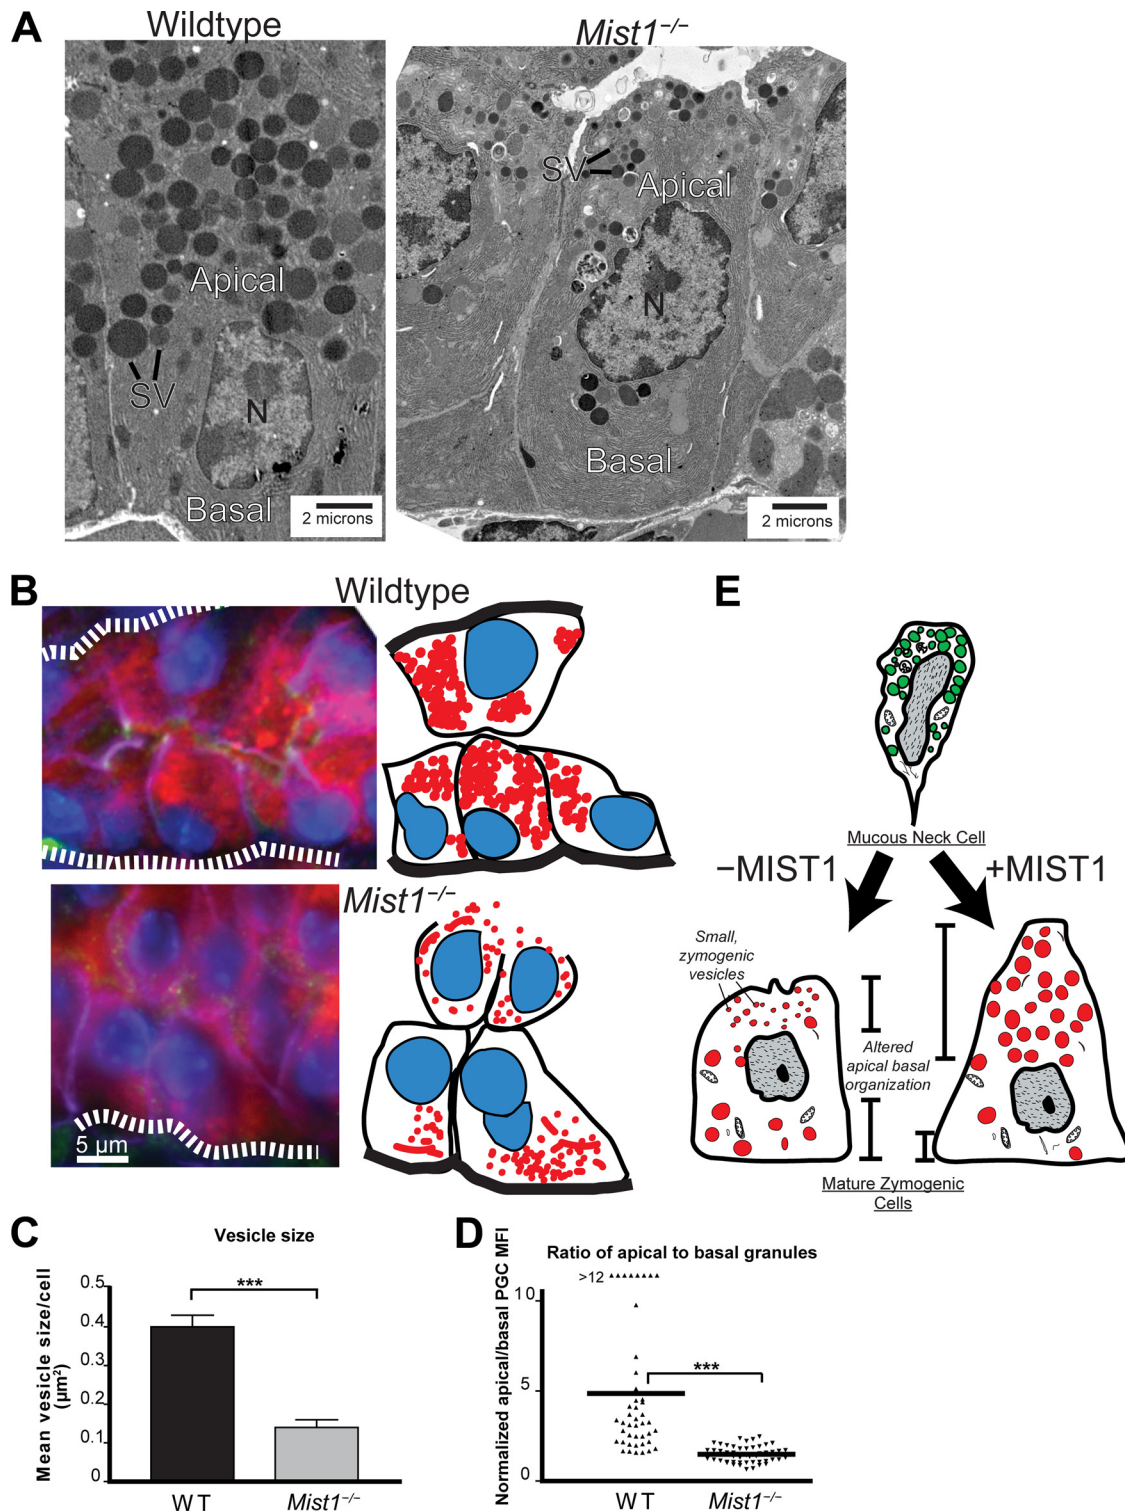 A
Wildtype
Mist1–/–
SV
Apical
N
Basal
2 microns
SV
Apical
N
Basal
2 microns
B
Wildtype
Mist1–/–
5 µm
E
Mucous Neck Cell
–MIST1
+MIST1
Small,
zymogenic
vesicles
Altered
apical basal
organization
Mature Zymogenic
Cells
C
Vesicle size
Mean vesicle size/cell
(µm²)
0.5
0.4
0.3
0.2
0.1
0
***
WT
Mist1–/–
D
Ratio of apical to basal granules
Normalized apical/basal PGC MFI
>12
10
5
0
***
WT
Mist1–/–